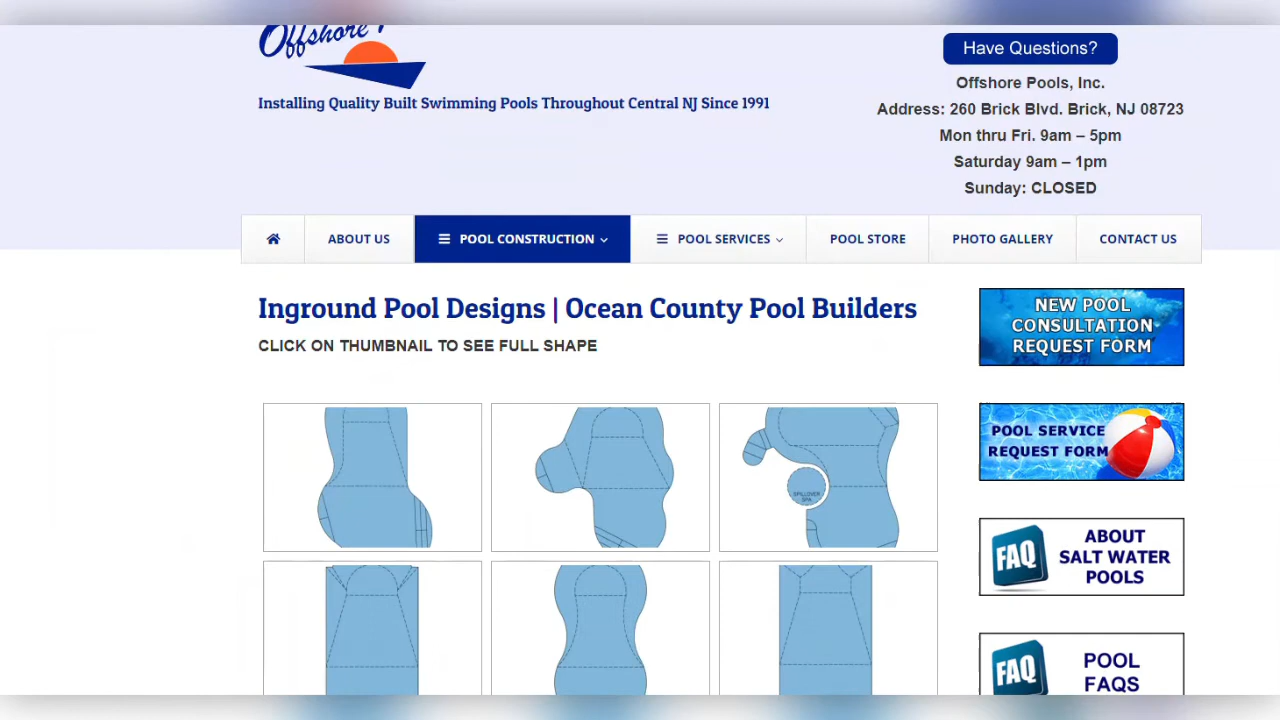 Offshore
Installing Quality Built Swimming Pools Throughout Central NJ Since 1991
Have Questions?
Offshore Pools, Inc.
Address: 260 Brick Blvd. Brick, NJ 08723
Mon thru Fri. 9am – 5pm
Saturday 9am – 1pm
Sunday: CLOSED
ABOUT US
POOL CONSTRUCTION
POOL SERVICES
POOL STORE
PHOTO GALLERY
CONTACT US
Inground Pool Designs | Ocean County Pool Builders
CLICK ON THUMBNAIL TO SEE FULL SHAPE
SPILLOVER
SPA
NEW POOL
CONSULTATION
REQUEST FORM
POOL SERVICE
REQUEST FORM
FAQ
ABOUT
SALT WATER
POOLS
FAQ
POOL
FAQS